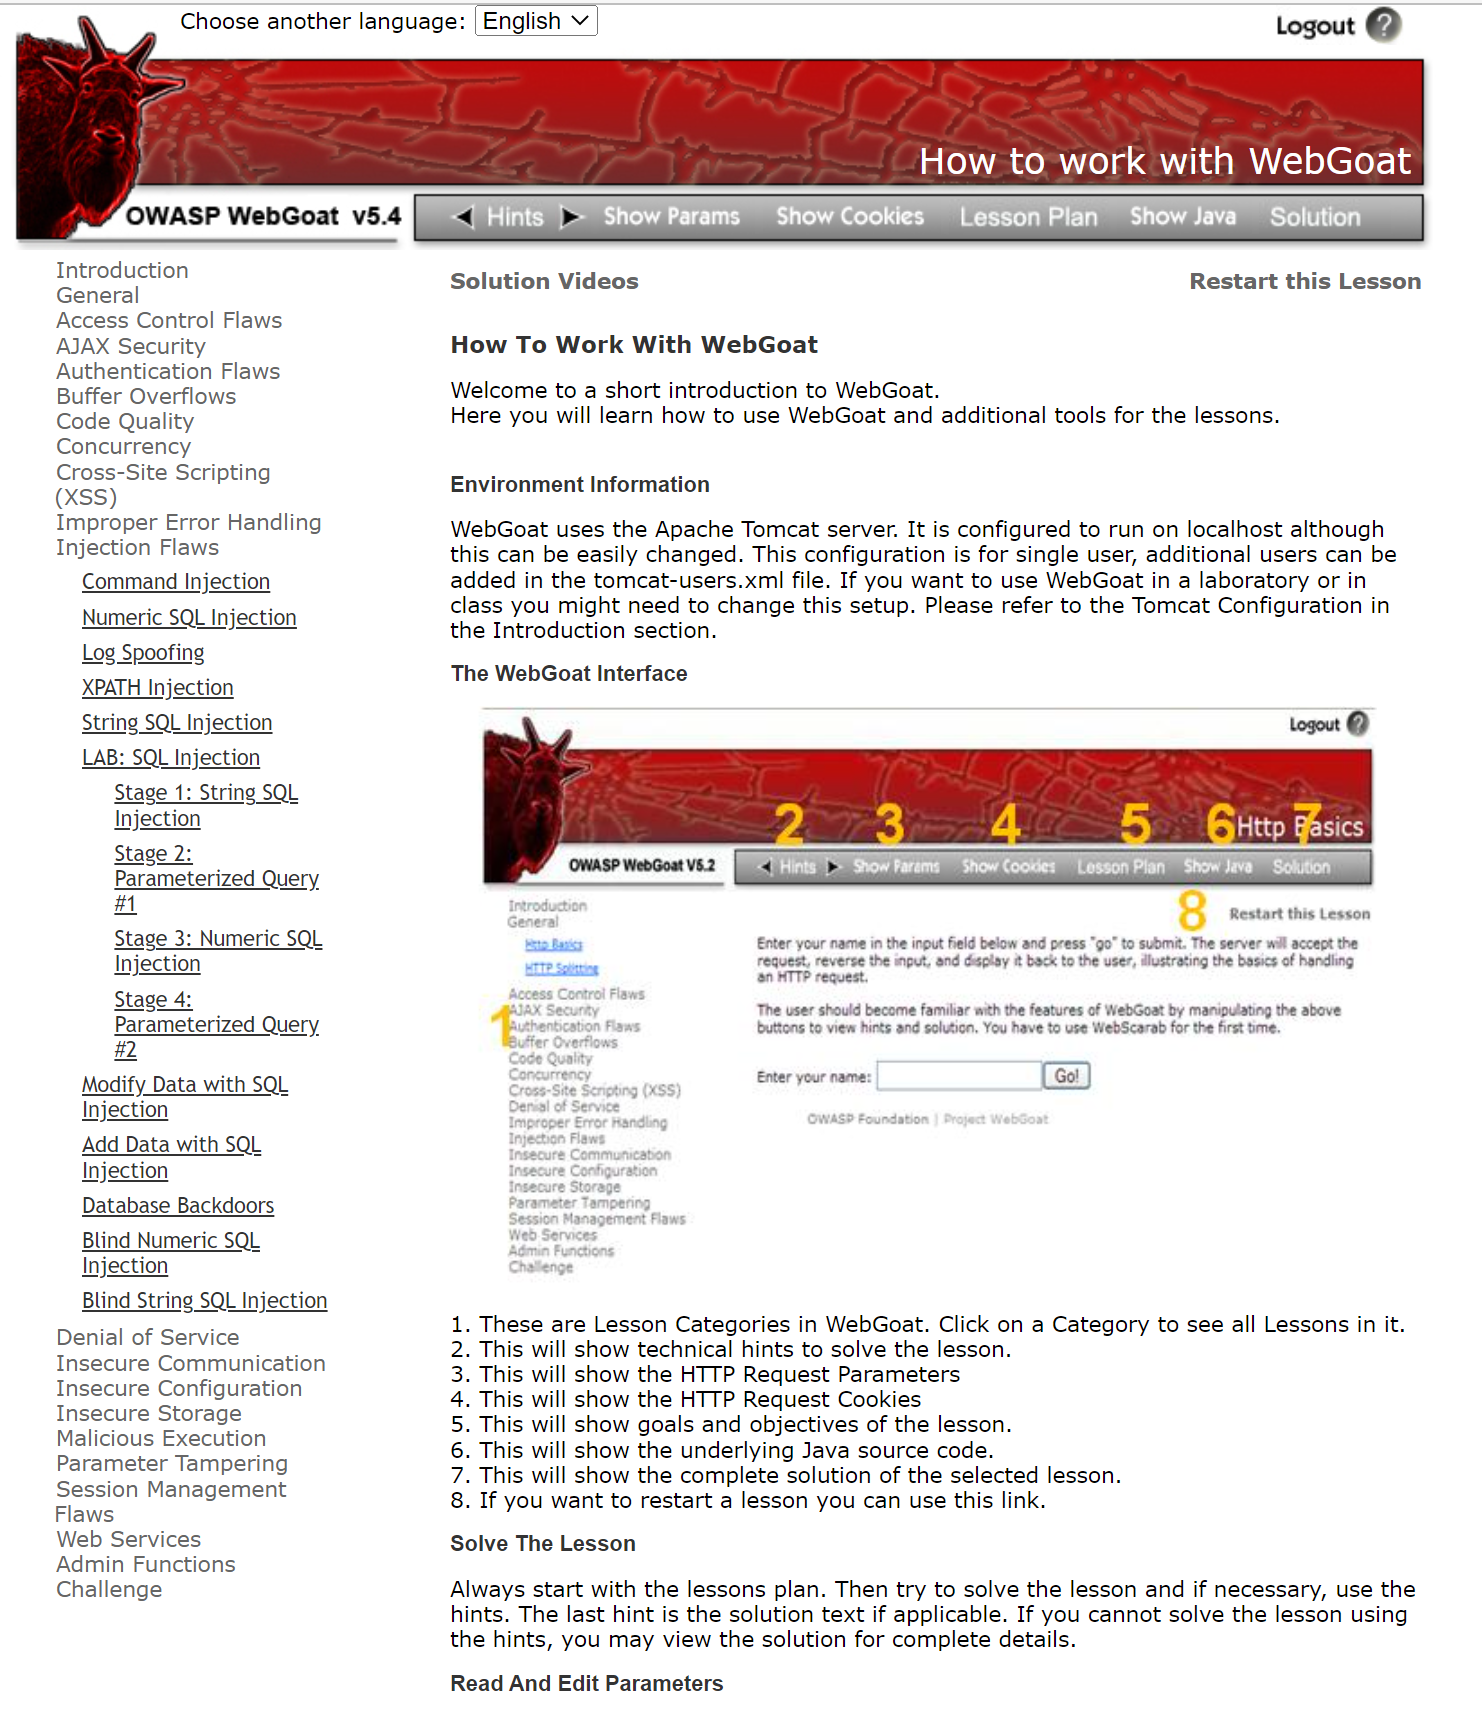 Choose another language: English
Logout ?
How to work with WebGoat
OWASP WebGoat v5.4
Hints Show Params Show Cookies Lesson Plan Show Java Solution
Introduction
General
Access Control Flaws
AJAX Security
Authentication Flaws
Buffer Overflows
Code Quality
Concurrency
Cross-Site Scripting
(XSS)
Improper Error Handling
Injection Flaws
Command Injection
Numeric SQL Injection
Log Spoofing
XPATH Injection
String SQL Injection
LAB: SQL Injection
Stage 1: String SQL
Injection
Stage 2:
Parameterized Query
#1
Stage 3: Numeric SQL
Injection
Stage 4:
Parameterized Query
#2
Modify Data with SQL
Injection
Add Data with SQL
Injection
Database Backdoors
Blind Numeric SQL
Injection
Blind String SQL Injection
Denial of Service
Insecure Communication
Insecure Configuration
Insecure Storage
Malicious Execution
Parameter Tampering
Session Management
Flaws
Web Services
Admin Functions
Challenge
Solution Videos
Restart this Lesson
How To Work With WebGoat
Welcome to a short introduction to WebGoat.
Here you will learn how to use WebGoat and additional tools for the lessons.
Environment Information
WebGoat uses the Apache Tomcat server. It is configured to run on localhost although
this can be easily changed. This configuration is for single user, additional users can be
added in the tomcat-users.xml file. If you want to use WebGoat in a laboratory or in
class you might need to change this setup. Please refer to the Tomcat Configuration in
the Introduction section.
The WebGoat Interface
Logout ?
2 3 4 5 6 7
Http Basics
OWASP WebGoat V5.2
Hints Show Params Show Cookies Lesson Plan Show Java Solution
Introduction
General
Http Basics
HTTP Splitting
1
Access Control Flaws
AJAX Security
Authentication Flaws
Buffer Overflows
Code Quality
Concurrency
Cross-Site Scripting (XSS)
Denial of Service
Improper Error Handling
Injection Flaws
Insecure Communication
Insecure Configuration
Insecure Storage
Parameter Tampering
Session Management Flaws
Web Services
Admin Functions
Challenge
8 Restart this Lesson
Enter your name in the input field below and press "go" to submit. The server will accept the
request, reverse the input, and display it back to the user, illustrating the basics of handling
an HTTP request.
The user should become familiar with the features of WebGoat by manipulating the above
buttons to view hints and solution. You have to use WebScarab for the first time.
Enter your name: Go!
OWASP Foundation | Project WebGoat
1. These are Lesson Categories in WebGoat. Click on a Category to see all Lessons in it.
2. This will show technical hints to solve the lesson.
3. This will show the HTTP Request Parameters
4. This will show the HTTP Request Cookies
5. This will show goals and objectives of the lesson.
6. This will show the underlying Java source code.
7. This will show the complete solution of the selected lesson.
8. If you want to restart a lesson you can use this link.
Solve The Lesson
Always start with the lessons plan. Then try to solve the lesson and if necessary, use the
hints. The last hint is the solution text if applicable. If you cannot solve the lesson using
the hints, you may view the solution for complete details.
Read And Edit Parameters